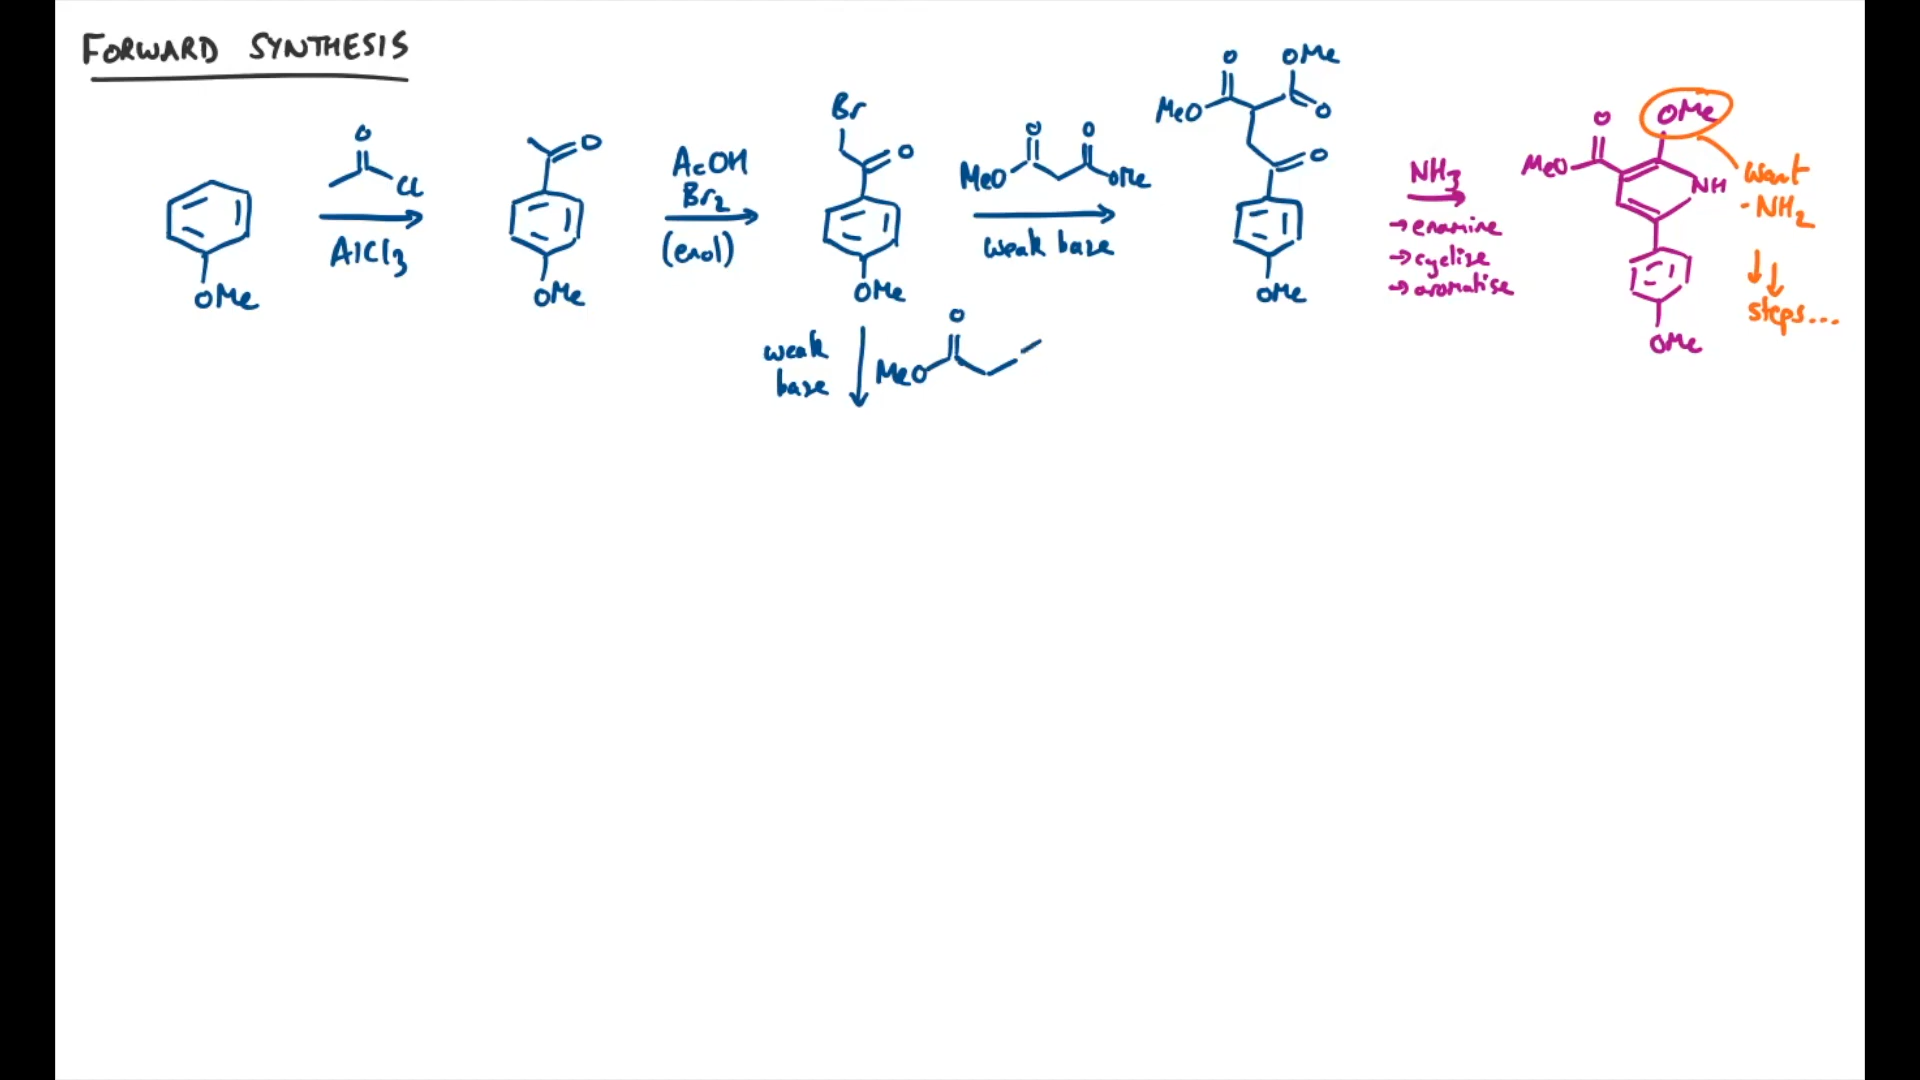 FORWARD SYNTHESIS
OMe
O
Cl
AlCl3
O
OMe
AcOH
Br2
(enol)
Br
O
OMe
O O
MeO OMe
weak base
O OMe
MeO O
O
OMe
NH3
→ enamine
→ cyclise
→ aromatise
O OMe
MeO
NH
OMe
want
-NH2
↓↓
steps...
weak
base
O
MeO